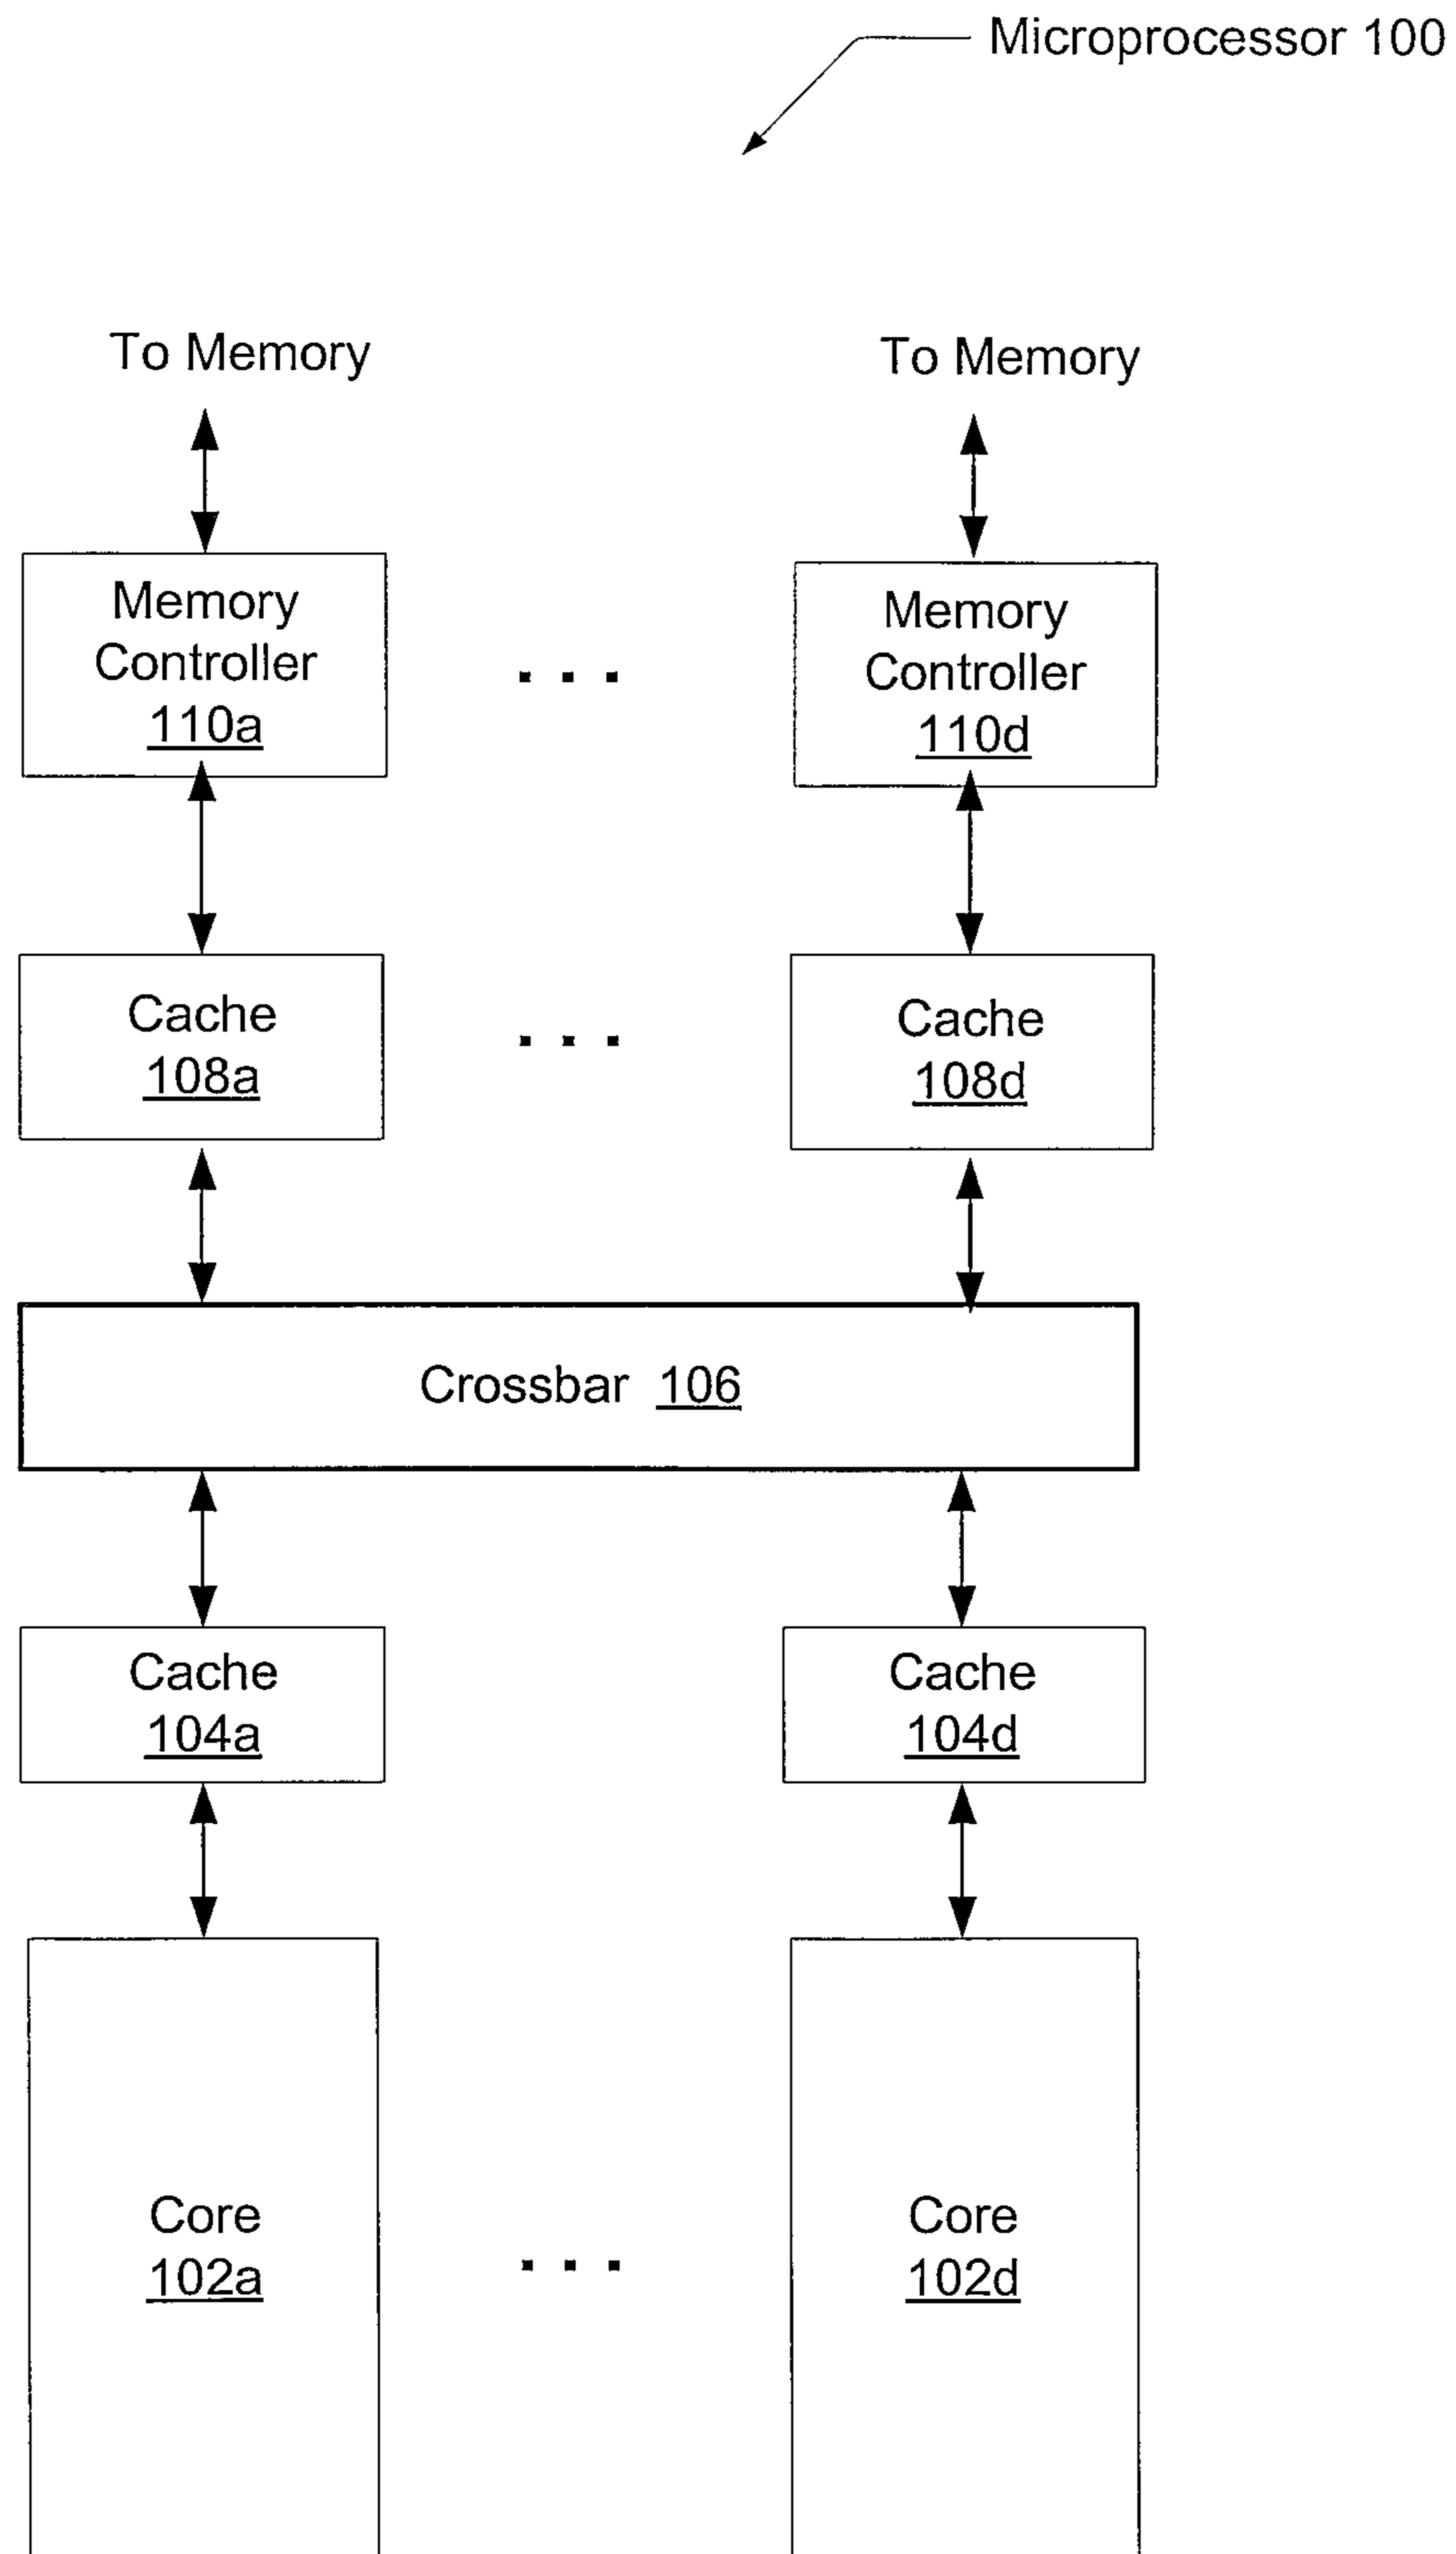 Microprocessor 100
To Memory
To Memory
Memory
Controller
110a
Memory
Controller
110d
Cache
108a
Cache
108d
Crossbar 106
Cache
104a
Cache
104d
Core
102a
Core
102d